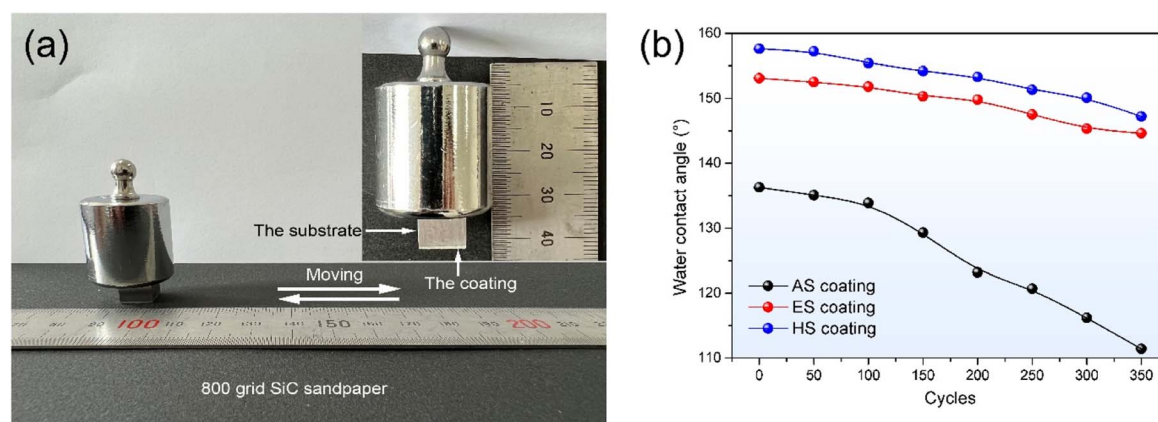 (a)
10
20
30
40
The substrate
The coating
Moving
100
150
200
800 grid SiC sandpaper
(b)
160
150
140
130
120
110
Water contact angle (°)
AS coating
ES coating
HS coating
0 50 100 150 200 250 300 350
Cycles